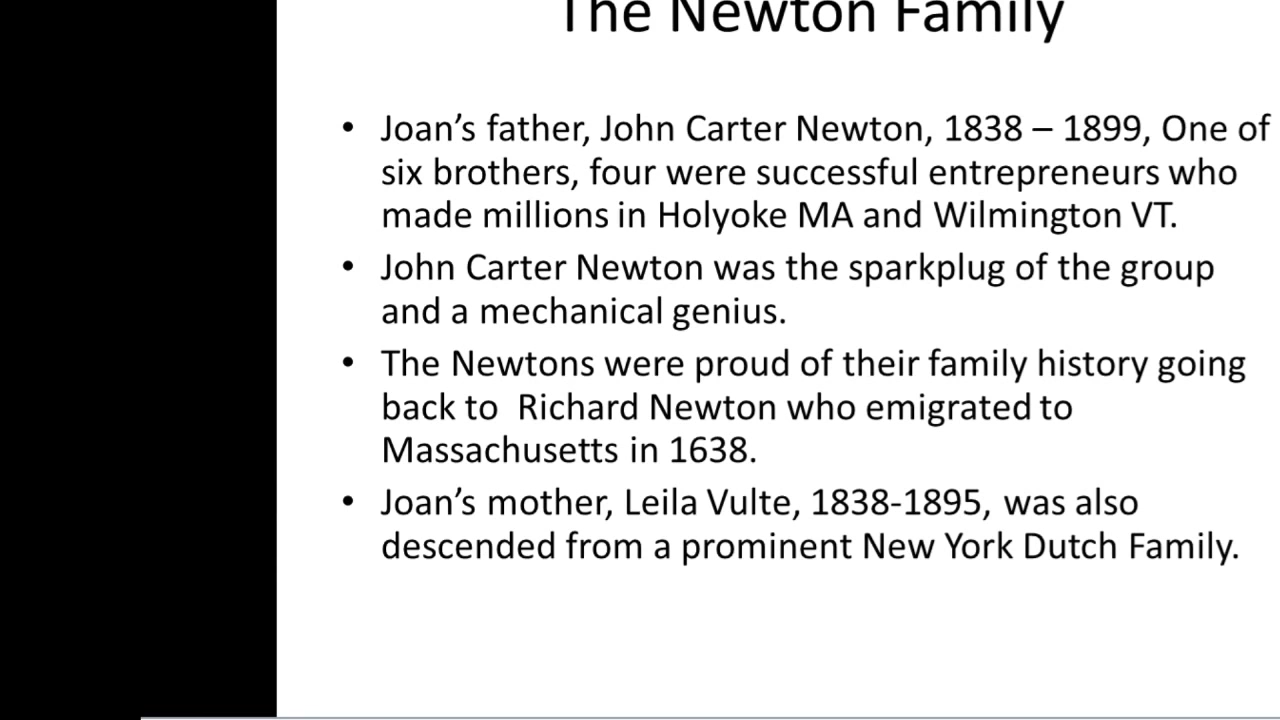 The Newton Family
• Joan’s father, John Carter Newton, 1838 – 1899, One of
six brothers, four were successful entrepreneurs who
made millions in Holyoke MA and Wilmington VT.
• John Carter Newton was the sparkplug of the group
and a mechanical genius.
• The Newtons were proud of their family history going
back to  Richard Newton who emigrated to
Massachusetts in 1638.
• Joan’s mother, Leila Vulte, 1838-1895, was also
descended from a prominent New York Dutch Family.